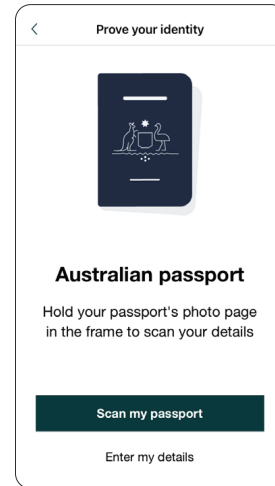 Prove your identity
Australian passport
Hold your passport's photo page
in the frame to scan your details
Scan my passport
Enter my details